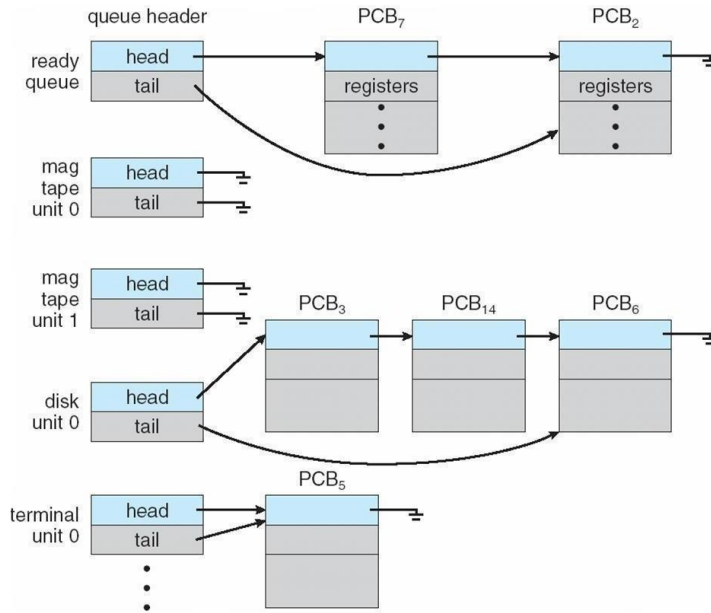 queue header
PCB7
PCB2
ready
queue
head
tail
registers
registers
mag
tape
unit 0
head
tail
mag
tape
unit 1
head
tail
PCB3
PCB14
PCB6
disk
unit 0
head
tail
PCB5
terminal
unit 0
head
tail